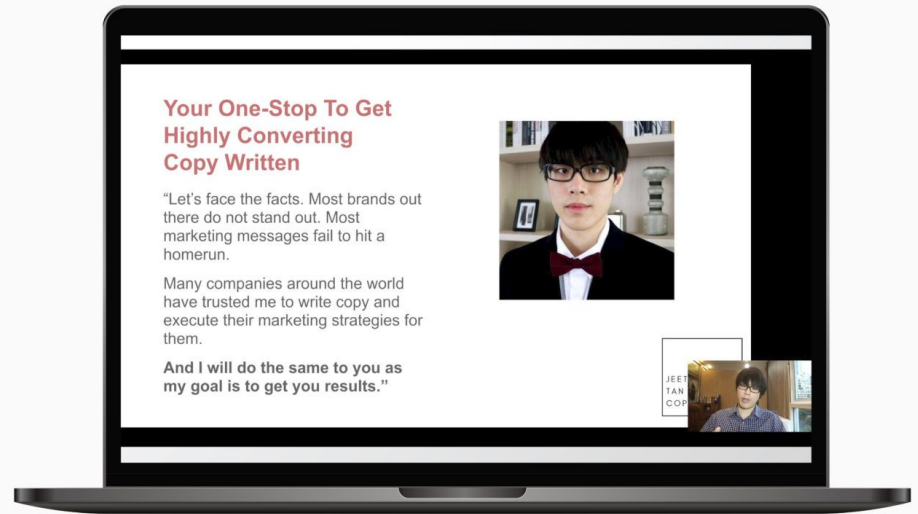 Your One-Stop To Get
Highly Converting
Copy Written
“Let’s face the facts. Most brands out
there do not stand out. Most
marketing messages fail to hit a
homerun.
Many companies around the world
have trusted me to write copy and
execute their marketing strategies for
them.
And I will do the same to you as
my goal is to get you results.”
JEET
TAN
COP